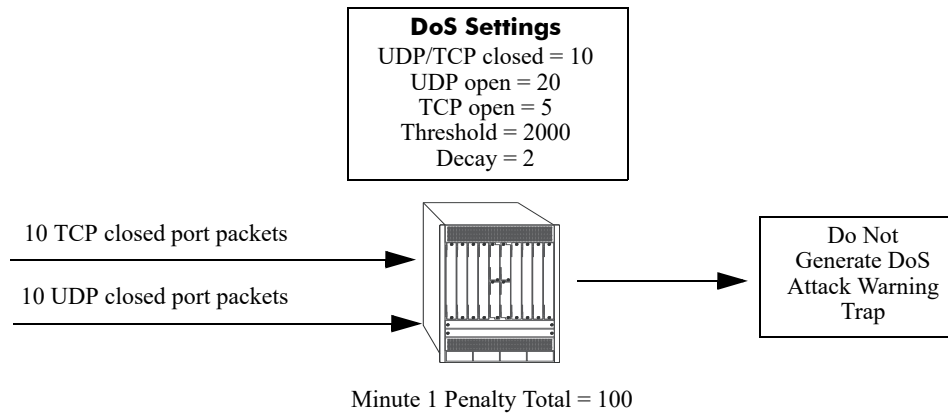 DoS Settings
UDP/TCP closed = 10
UDP open = 20
TCP open = 5
Threshold = 2000
Decay = 2
10 TCP closed port packets
10 UDP closed port packets
Do Not
Generate DoS
Attack Warning
Trap
Minute 1 Penalty Total = 100